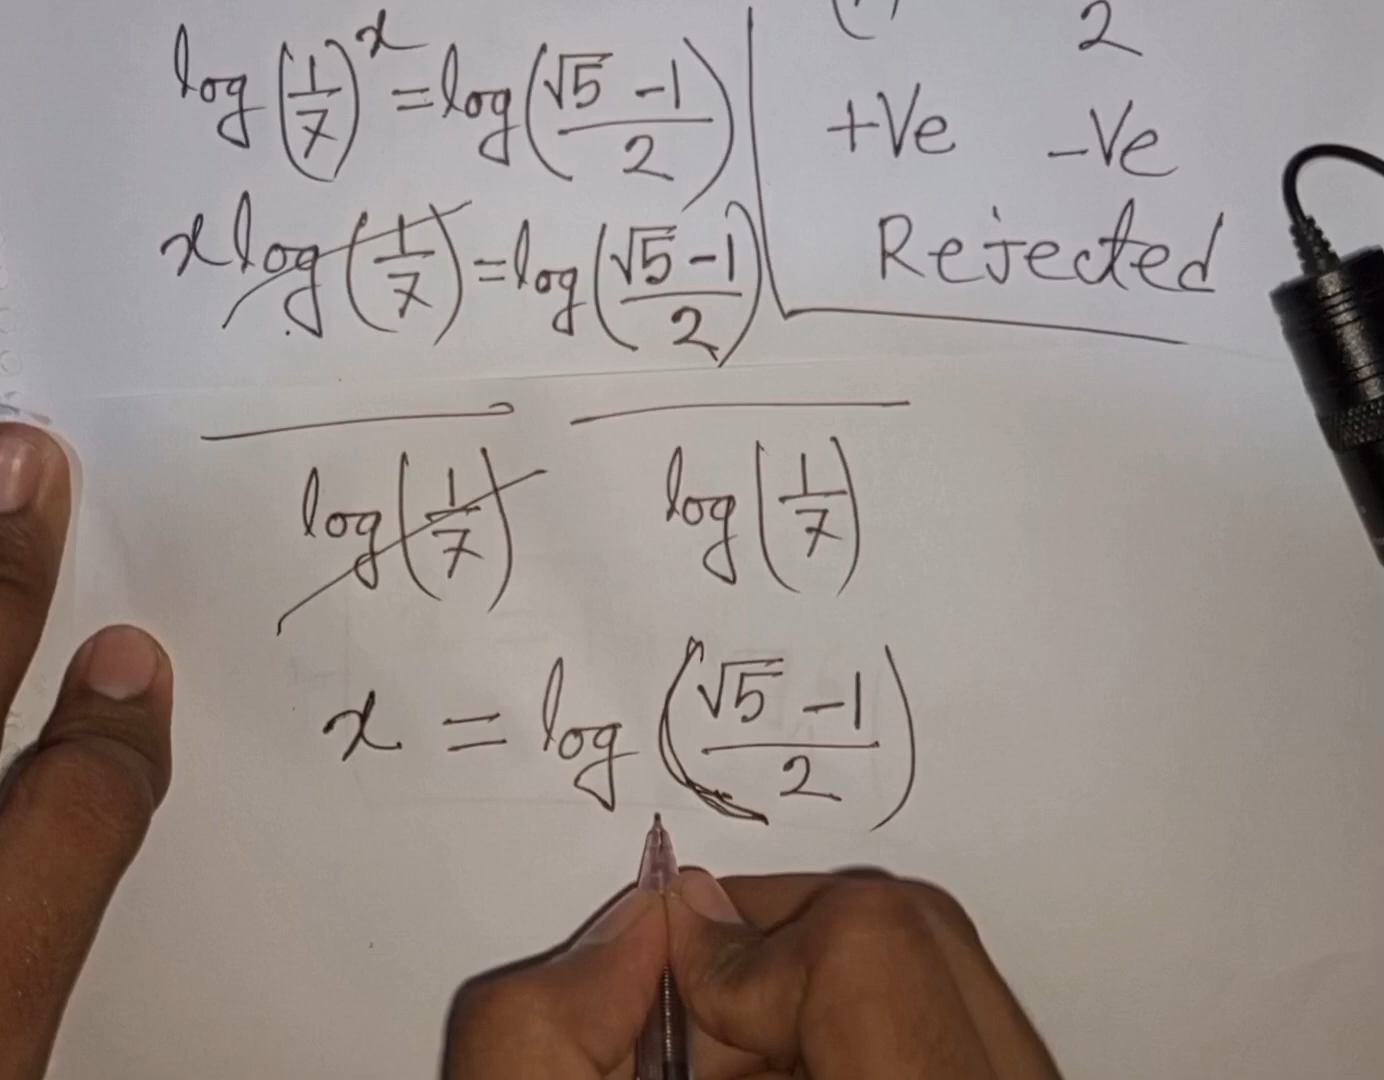 log(1/7)^x = log((√5 -1)/2)
2
+Ve -Ve
Rejected
x log(1/7) = log((√5 -1)/2)
log(1/7) log(1/7)
x = log((√5 -1)/2)